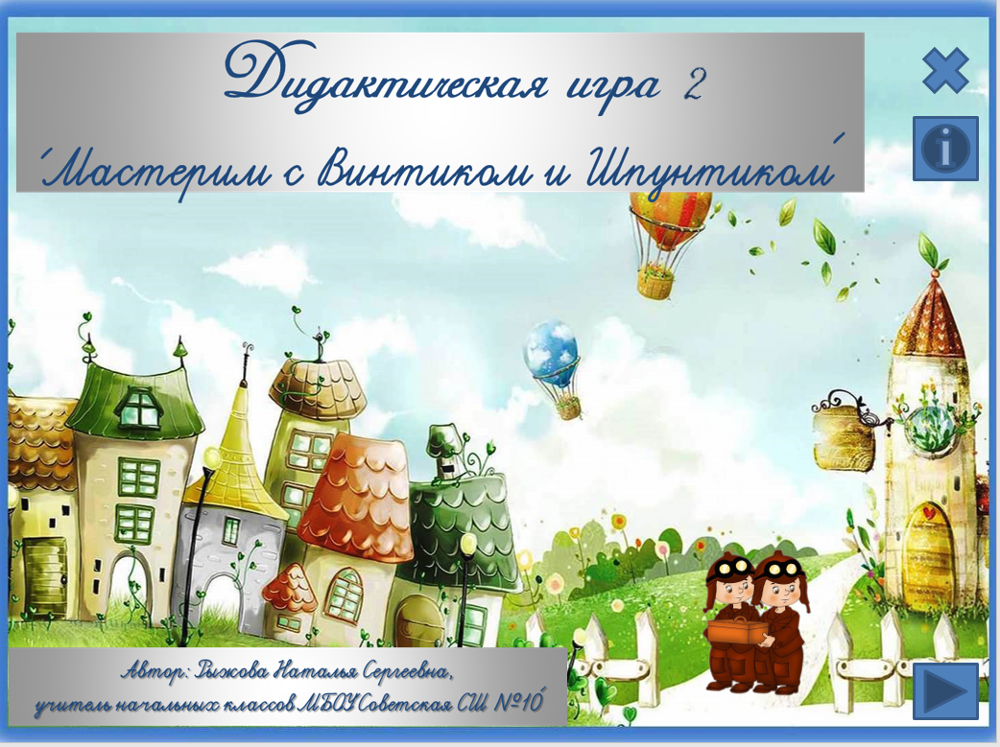 Дидактическая игра 2
"Мастерим с Винтиком и Шпунтиком"
Автор: Рыжова Наталья Сергеевна,
учитель начальных классов МБОУ Советская СШ №10"
i